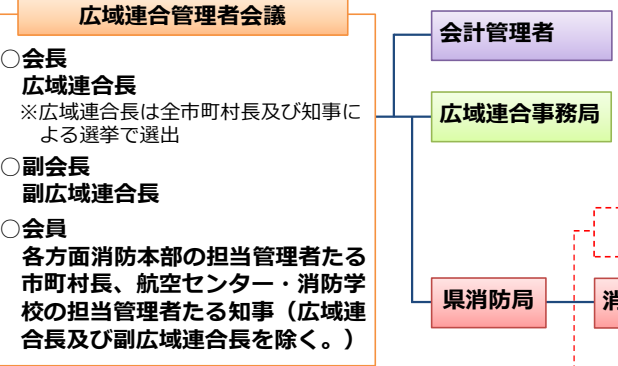 広域連合管理者会議
○会長
広域連合長
※広域連合長は全市町村長及び知事に
よる選挙で選出
○副会長
副広域連合長
○会員
各方面消防本部の担当管理者たる
市町村長、航空センター・消防学
校の担当管理者たる知事（広域連
合長及び副広域連合長を除く。）
会計管理者
広域連合事務局
県消防局
消